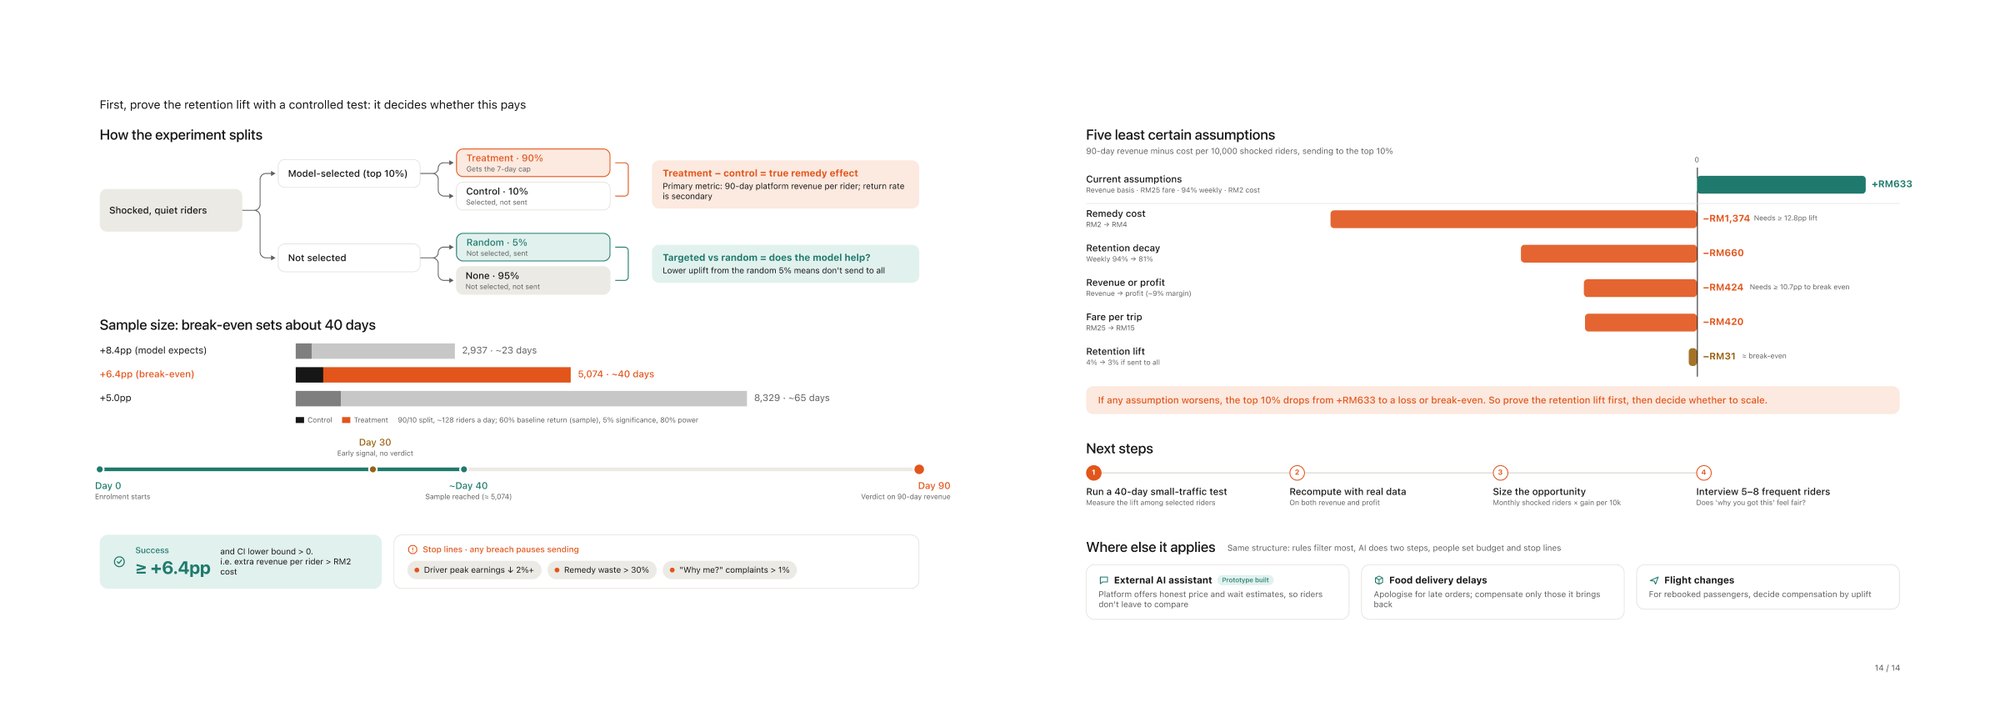 First, prove the retention lift with a controlled test: it decides whether this pays
How the experiment splits
Shocked, quiet riders
Model-selected (top 10%)
Not selected
Treatment · 90%
Gets the 7-day cap
Control · 10%
Selected, not sent
Random · 5%
Not selected, sent
None · 95%
Not selected, not sent
Treatment − control = true remedy effect
Primary metric: 90-day platform revenue per rider; return rate
is secondary
Targeted vs random = does the model help?
Lower uplift from the random 5% means don't send to all
Sample size: break-even sets about 40 days
+8.4pp (model expects)
2,937 · ~23 days
+6.4pp (break-even)
5,074 · ~40 days
+5.0pp
8,329 · ~65 days
Control
Treatment
90/10 split, ~128 riders a day; 60% baseline return (sample), 5% significance, 80% power
Day 30
Early signal, no verdict
Day 0
Enrolment starts
~Day 40
Sample reached (≈ 5,074)
Day 90
Verdict on 90-day revenue
Success
≥ +6.4pp
and CI lower bound > 0.
i.e. extra revenue per rider > RM2
cost
Stop lines · any breach pauses sending
Driver peak earnings ↓ 2%+
Remedy waste > 30%
"Why me?" complaints > 1%
Five least certain assumptions
90-day revenue minus cost per 10,000 shocked riders, sending to the top 10%
0
Current assumptions
Revenue basis · RM25 fare · 94% weekly · RM2 cost
+RM633
Remedy cost
RM2 → RM4
−RM1,374 Needs ≥ 12.8pp lift
Retention decay
Weekly 94% → 81%
−RM660
Revenue or profit
Revenue → profit (~9% margin)
−RM424 Needs ≥ 10.7pp to break even
Fare per trip
RM25 → RM15
−RM420
Retention lift
4% → 3% if sent to all
−RM31 ≈ break-even
If any assumption worsens, the top 10% drops from +RM633 to a loss or break-even. So prove the retention lift first, then decide whether to scale.
Next steps
1
Run a 40-day small-traffic test
Measure the lift among selected riders
2
Recompute with real data
On both revenue and profit
3
Size the opportunity
Monthly shocked riders × gain per 10k
4
Interview 5–8 frequent riders
Does 'why you got this' feel fair?
Where else it applies
Same structure: rules filter most, AI does two steps, people set budget and stop lines
External AI assistant
Prototype built
Platform offers honest price and wait estimates, so riders
don't leave to compare
Food delivery delays
Apologise for late orders; compensate only those it brings
back
Flight changes
For rebooked passengers, decide compensation by uplift
14 / 14